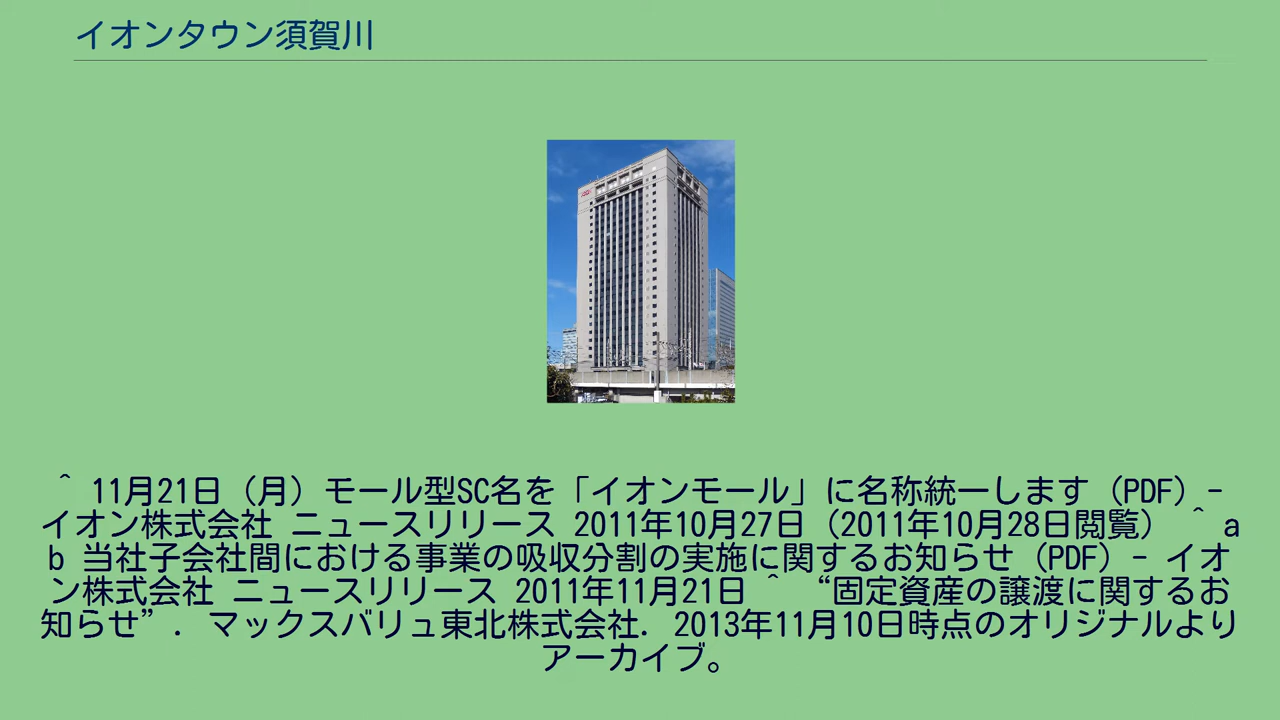 イオンタウン須賀川
^ 11月21日（月）モール型SC名を「イオンモール」に名称統一します（PDF）-
イオン株式会社 ニュースリリース 2011年10月27日（2011年10月28日閲覧） ^ a
b 当社子会社間における事業の吸収分割の実施に関するお知らせ（PDF）- イオ
ン株式会社 ニュースリリース 2011年11月21日 ^ “固定資産の譲渡に関するお
知らせ”. マックスバリュ東北株式会社. 2013年11月10日時点のオリジナルより
アーカイブ。